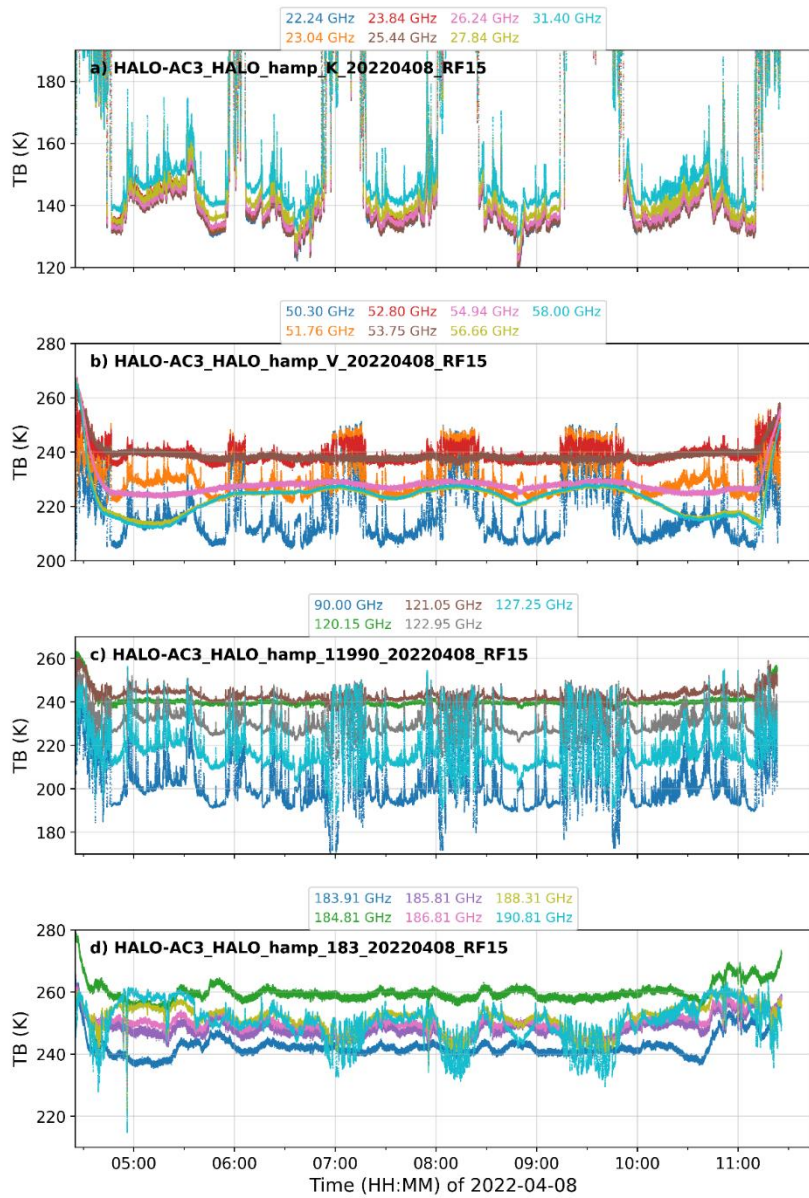 22.24 GHz 23.84 GHz 26.24 GHz 31.40 GHz
23.04 GHz 25.44 GHz 27.84 GHz
a) HALO-AC3_HALO_hamp_K_20220408_RF15
TB (K)
180
160
140
120
50.30 GHz 52.80 GHz 54.94 GHz 58.00 GHz
51.76 GHz 53.75 GHz 56.66 GHz
b) HALO-AC3_HALO_hamp_V_20220408_RF15
TB (K)
280
260
240
220
200
90.00 GHz 121.05 GHz 127.25 GHz
120.15 GHz 122.95 GHz
c) HALO-AC3_HALO_hamp_11990_20220408_RF15
TB (K)
260
240
220
200
180
183.91 GHz 185.81 GHz 188.31 GHz
184.81 GHz 186.81 GHz 190.81 GHz
d) HALO-AC3_HALO_hamp_183_20220408_RF15
TB (K)
280
260
240
220
05:00 06:00 07:00 08:00 09:00 10:00 11:00
Time (HH:MM) of 2022-04-08